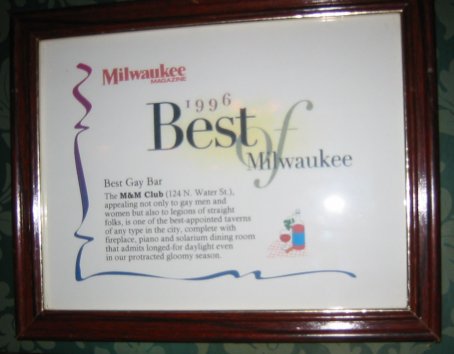 Milwaukee
MAGAZINE
1996
Best of
Milwaukee
Best Gay Bar
The M&M Club (124 N. Water St.),
appealing not only to gay men and
women but also to legions of straight
folks, is one of the best-appointed taverns
of any type in the city, complete with
fireplace, piano and solarium dining room
that admits longed-for daylight even
in our protracted gloomy season.